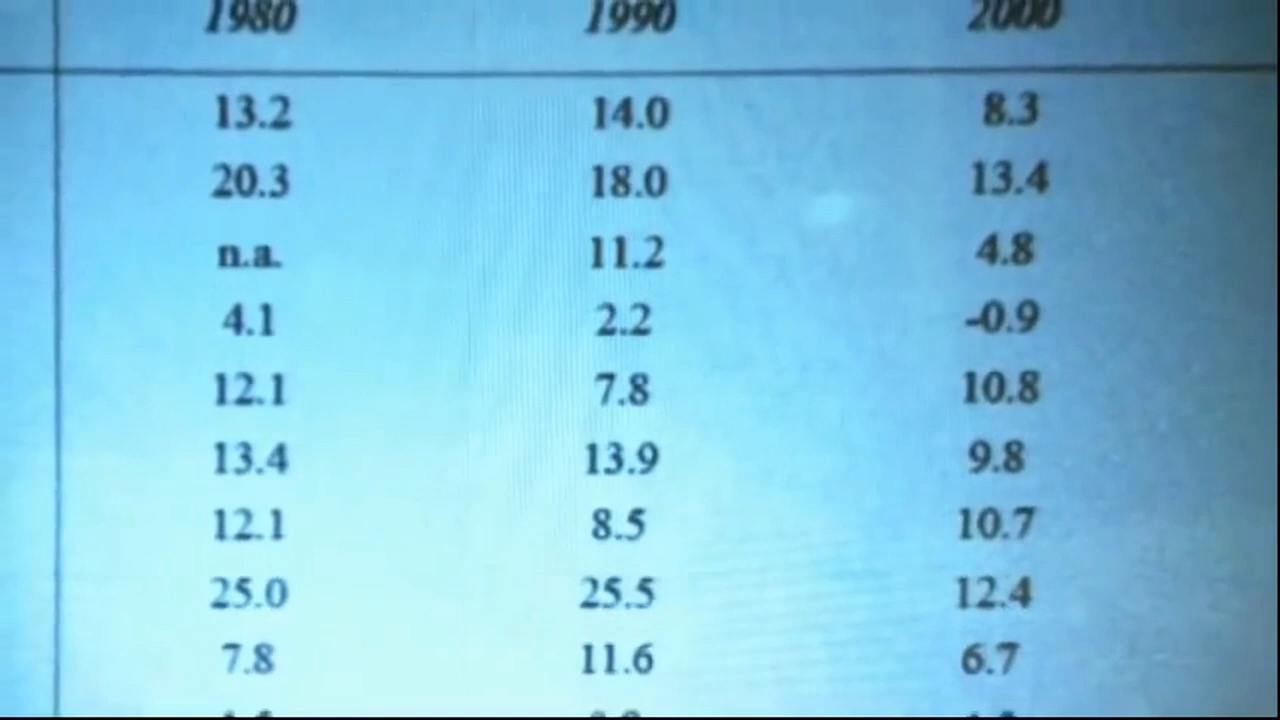 1980 1990 2000
13.2 14.0 8.3
20.3 18.0 13.4
n.a. 11.2 4.8
4.1 2.2 -0.9
12.1 7.8 10.8
13.4 13.9 9.8
12.1 8.5 10.7
25.0 25.5 12.4
7.8 11.6 6.7